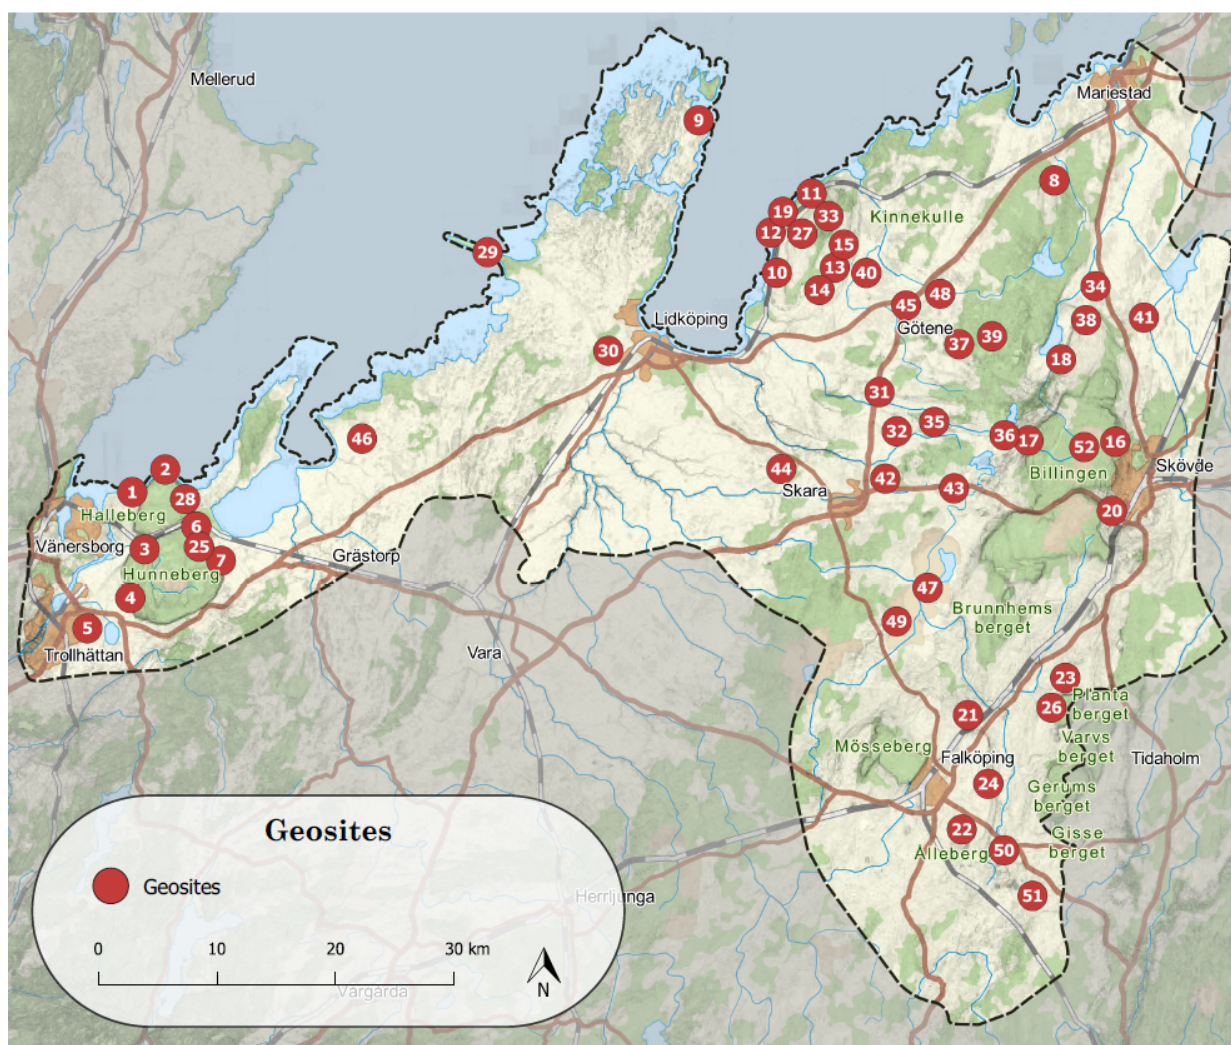 Mellerud
Mariestad
9
8
11
19
33
Kinnekulle
12
27
15
29
10
13
40
14
34
48
45
Lidköping
Götene
38
41
37
39
30
18
31
35
32
36
17
46
52
16
2
44
Skövde
Billingen
1
28
Skara
42
43
Halleberg
20
6
Vänersborg
3
25
Grästorp
7
Hunneberg
4
47
Brunnhems
berget
49
5
Trollhättan
Vara
23
Planta
berget
26
21
Varvs
berget
Mösseberg
Falköping
Tidaholm
24
Gerums
berget
22
Gisse
berget
Ålleberg
50
51
Geosites
Geosites
Herrljunga
0 10 20 30 km
N
Vårgårda